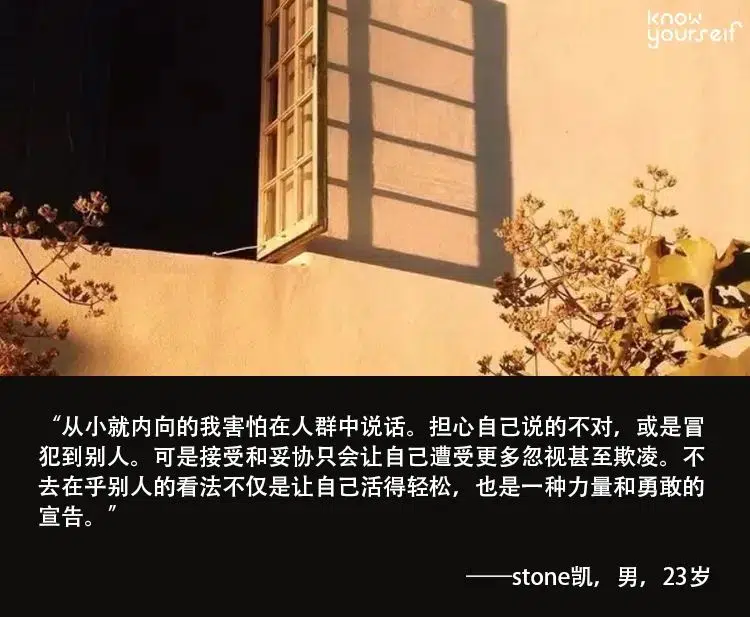 know
yourself
“从小就内向的我害怕在人群中说话。担心自己说的不对，或是冒
犯到别人。可是接受和妥协只会让自己遭受更多忽视甚至欺凌。不
去在乎别人的看法不仅是让自己活得轻松，也是一种力量和勇敢的
宣告。”
——stone凯，男，23岁